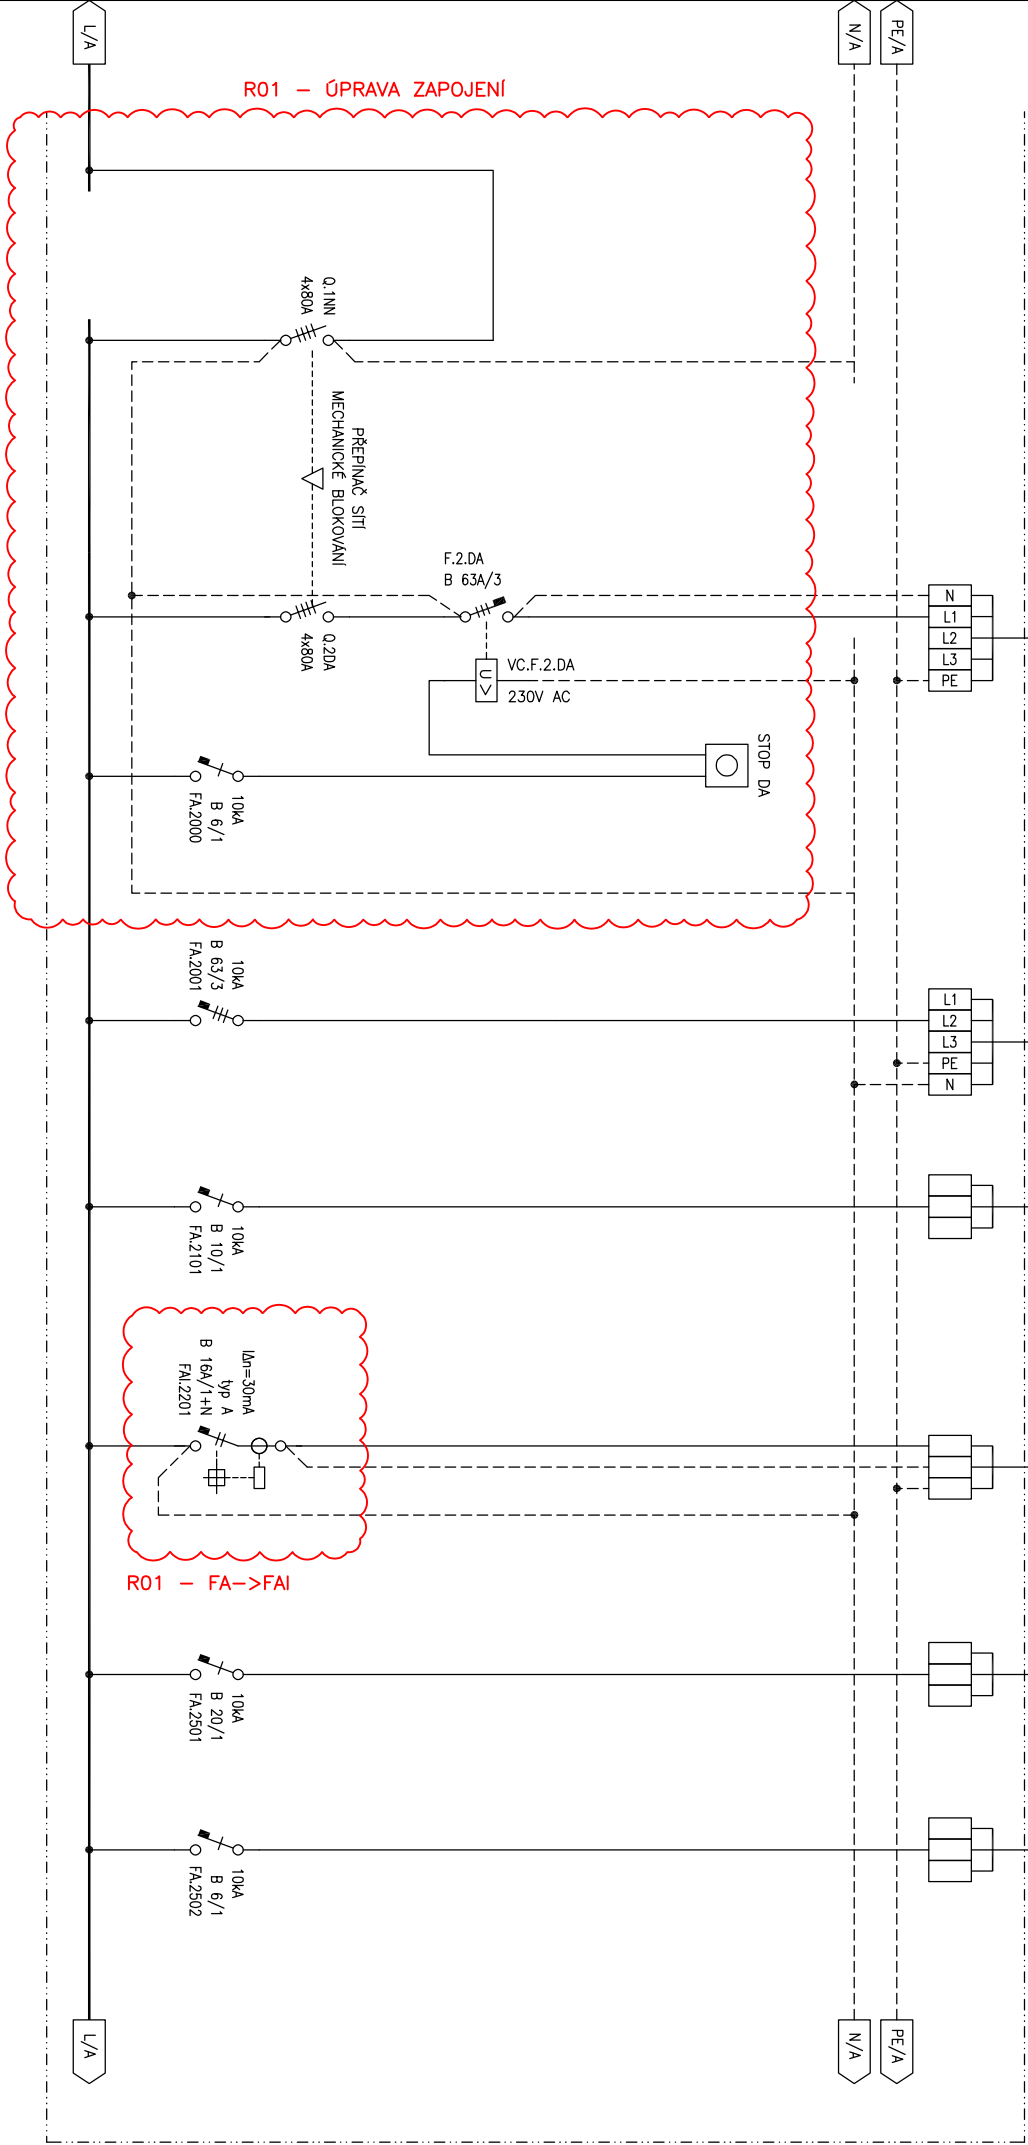 L/A
N/A
PE/A
R01 - ÚPRAVA ZAPOJENÍ
Q.1NN
4x80A
PŘEPÍNAČ SÍTÍ
MECHANICKÉ BLOKOVÁNÍ
F.2.DA
B 63A/3
N
L1
L2
L3
PE
Q.2DA
4x80A
U>
VC.F.2.DA
230V AC
STOP DA
10kA
B 6/1
FA.2000
10kA
B 63/3
FA.2001
L1
L2
L3
PE
N
10kA
B 10/1
FA.2101
IΔn=30mA
typ A
B 16A/1+N
FAI.2201
R01 - FA->FAI
10kA
B 20/1
FA.2501
10kA
B 6/1
FA.2502
L/A
N/A
PE/A